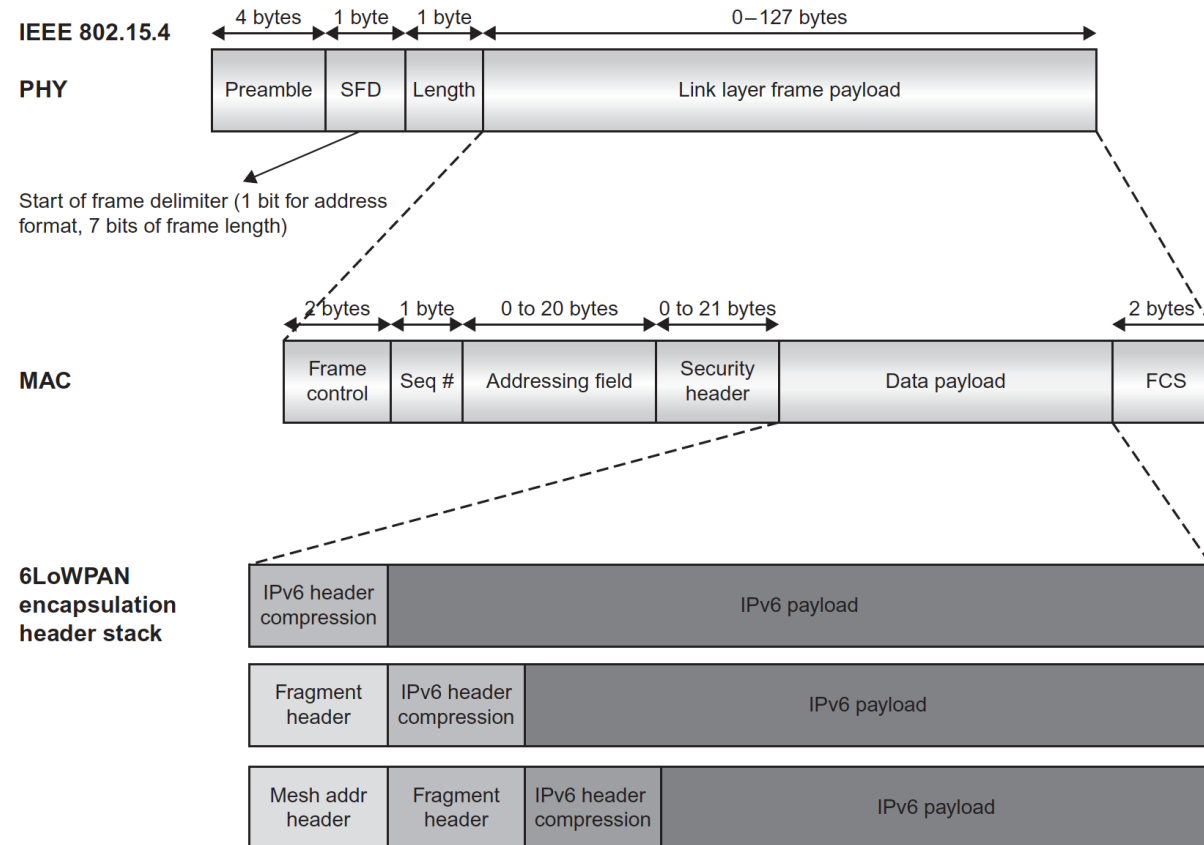 IEEE 802.15.4
4 bytes
1 byte
1 byte
0–127 bytes
PHY
Preamble
SFD
Length
Link layer frame payload
Start of frame delimiter (1 bit for address
format, 7 bits of frame length)
2 bytes
1 byte
0 to 20 bytes
0 to 21 bytes
2 bytes
MAC
Frame
control
Seq #
Addressing field
Security
header
Data payload
FCS
6LoWPAN
encapsulation
header stack
IPv6 header
compression
IPv6 payload
Fragment
header
IPv6 header
compression
IPv6 payload
Mesh addr
header
Fragment
header
IPv6 header
compression
IPv6 payload